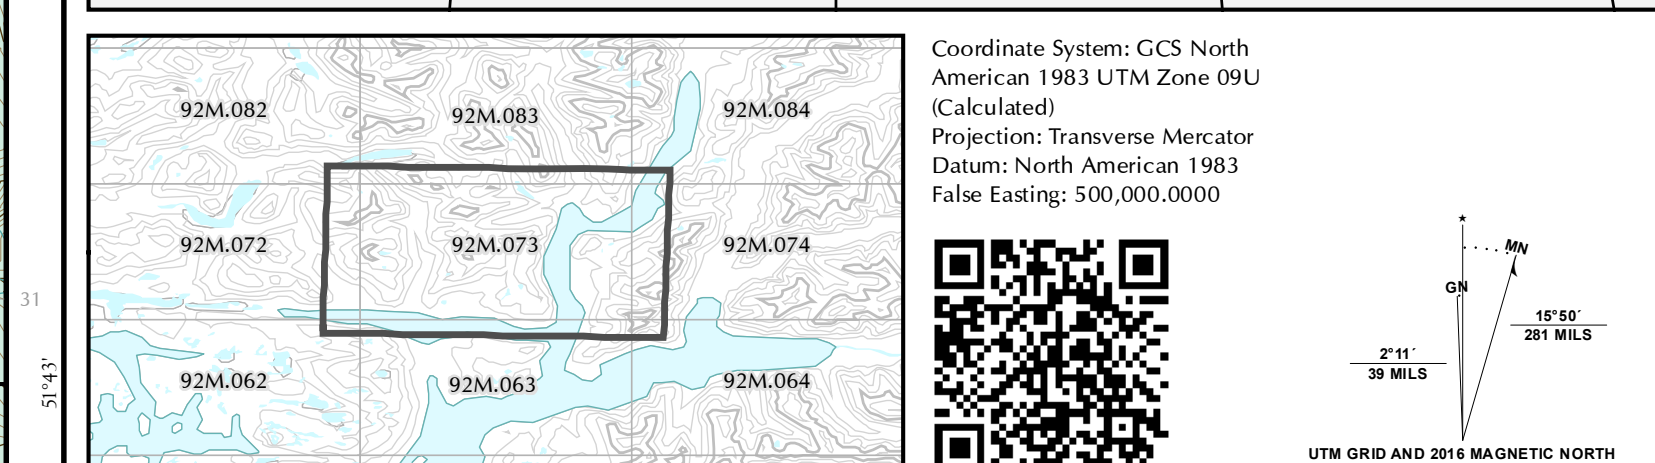 92M.082
92M.083
92M.084
92M.072
92M.073
92M.074
92M.062
92M.063
92M.064
31
51°43'
Coordinate System: GCS North
American 1983 UTM Zone 09U
(Calculated)
Projection: Transverse Mercator
Datum: North American 1983
False Easting: 500,000.0000
MN
GN
15°50´
281 MILS
2°11´
39 MILS
UTM GRID AND 2016 MAGNETIC NORTH